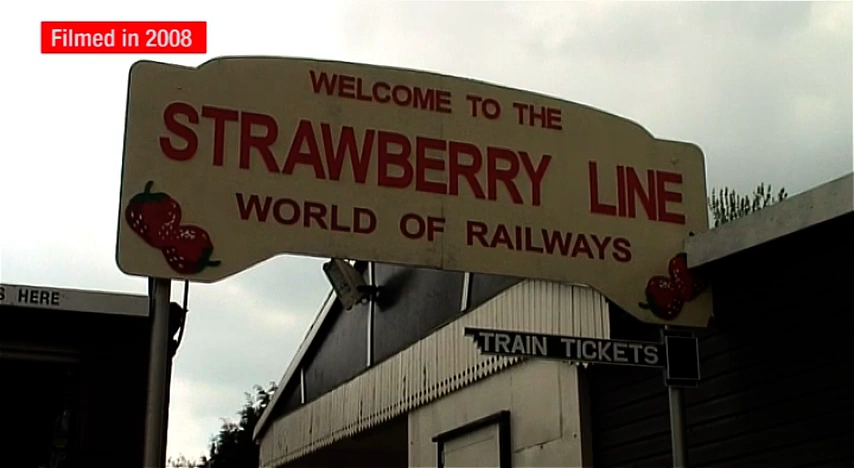 Filmed in 2008
WELCOME TO THE
STRAWBERRY LINE
WORLD OF RAILWAYS
S HERE
TRAIN TICKETS